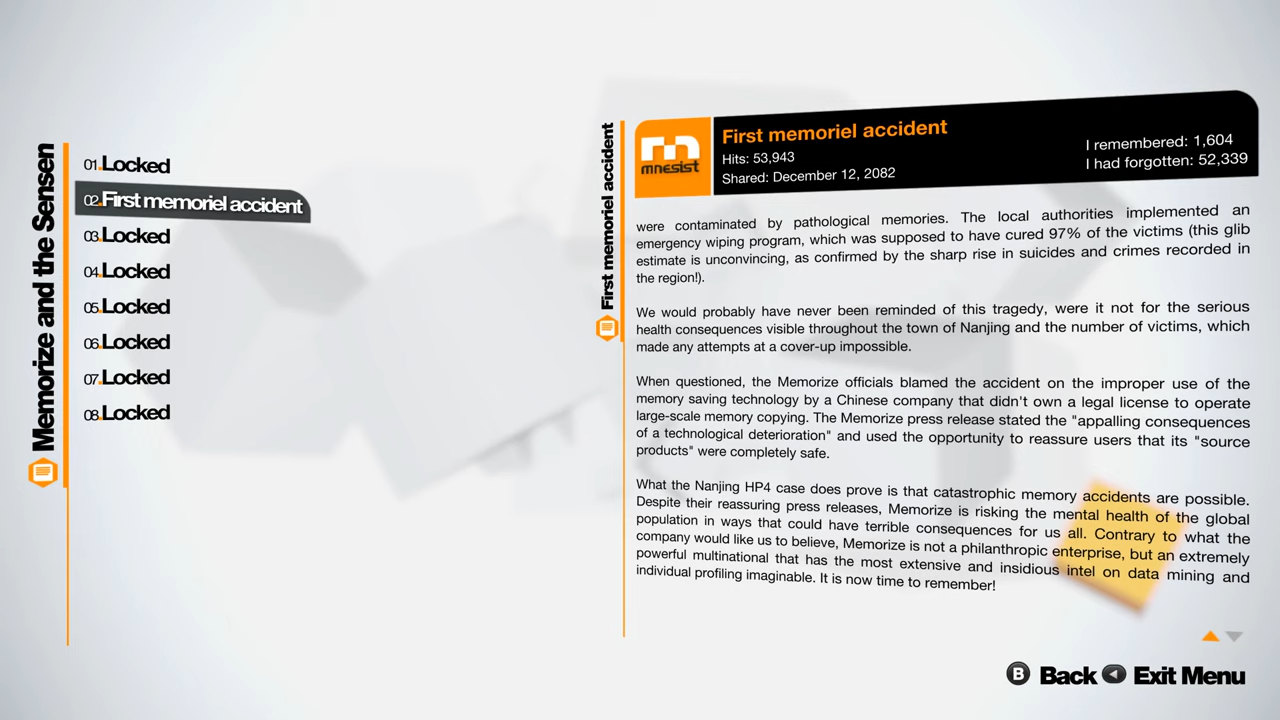 Memorize and the Sensen
01.Locked
02.First memoriel accident
03.Locked
04.Locked
05.Locked
06.Locked
07.Locked
08.Locked
First memoriel accident
mnesist
First memoriel accident
Hits: 53,943
Shared: December 12, 2082
I remembered: 1,604
I had forgotten: 52,339
were contaminated by pathological memories. The local authorities implemented an
emergency wiping program, which was supposed to have cured 97% of the victims (this glib
estimate is unconvincing, as confirmed by the sharp rise in suicides and crimes recorded in
the region!).
We would probably have never been reminded of this tragedy, were it not for the serious
health consequences visible throughout the town of Nanjing and the number of victims, which
made any attempts at a cover-up impossible.
When questioned, the Memorize officials blamed the accident on the improper use of the
memory saving technology by a Chinese company that didn't own a legal license to operate
large-scale memory copying. The Memorize press release stated the "appalling consequences
of a technological deterioration" and used the opportunity to reassure users that its "source
products" were completely safe.
What the Nanjing HP4 case does prove is that catastrophic memory accidents are possible.
Despite their reassuring press releases, Memorize is risking the mental health of the global
population in ways that could have terrible consequences for us all. Contrary to what the
company would like us to believe, Memorize is not a philanthropic enterprise, but an extremely
powerful multinational that has the most extensive and insidious intel on data mining and
individual profiling imaginable. It is now time to remember!
B Back Exit Menu